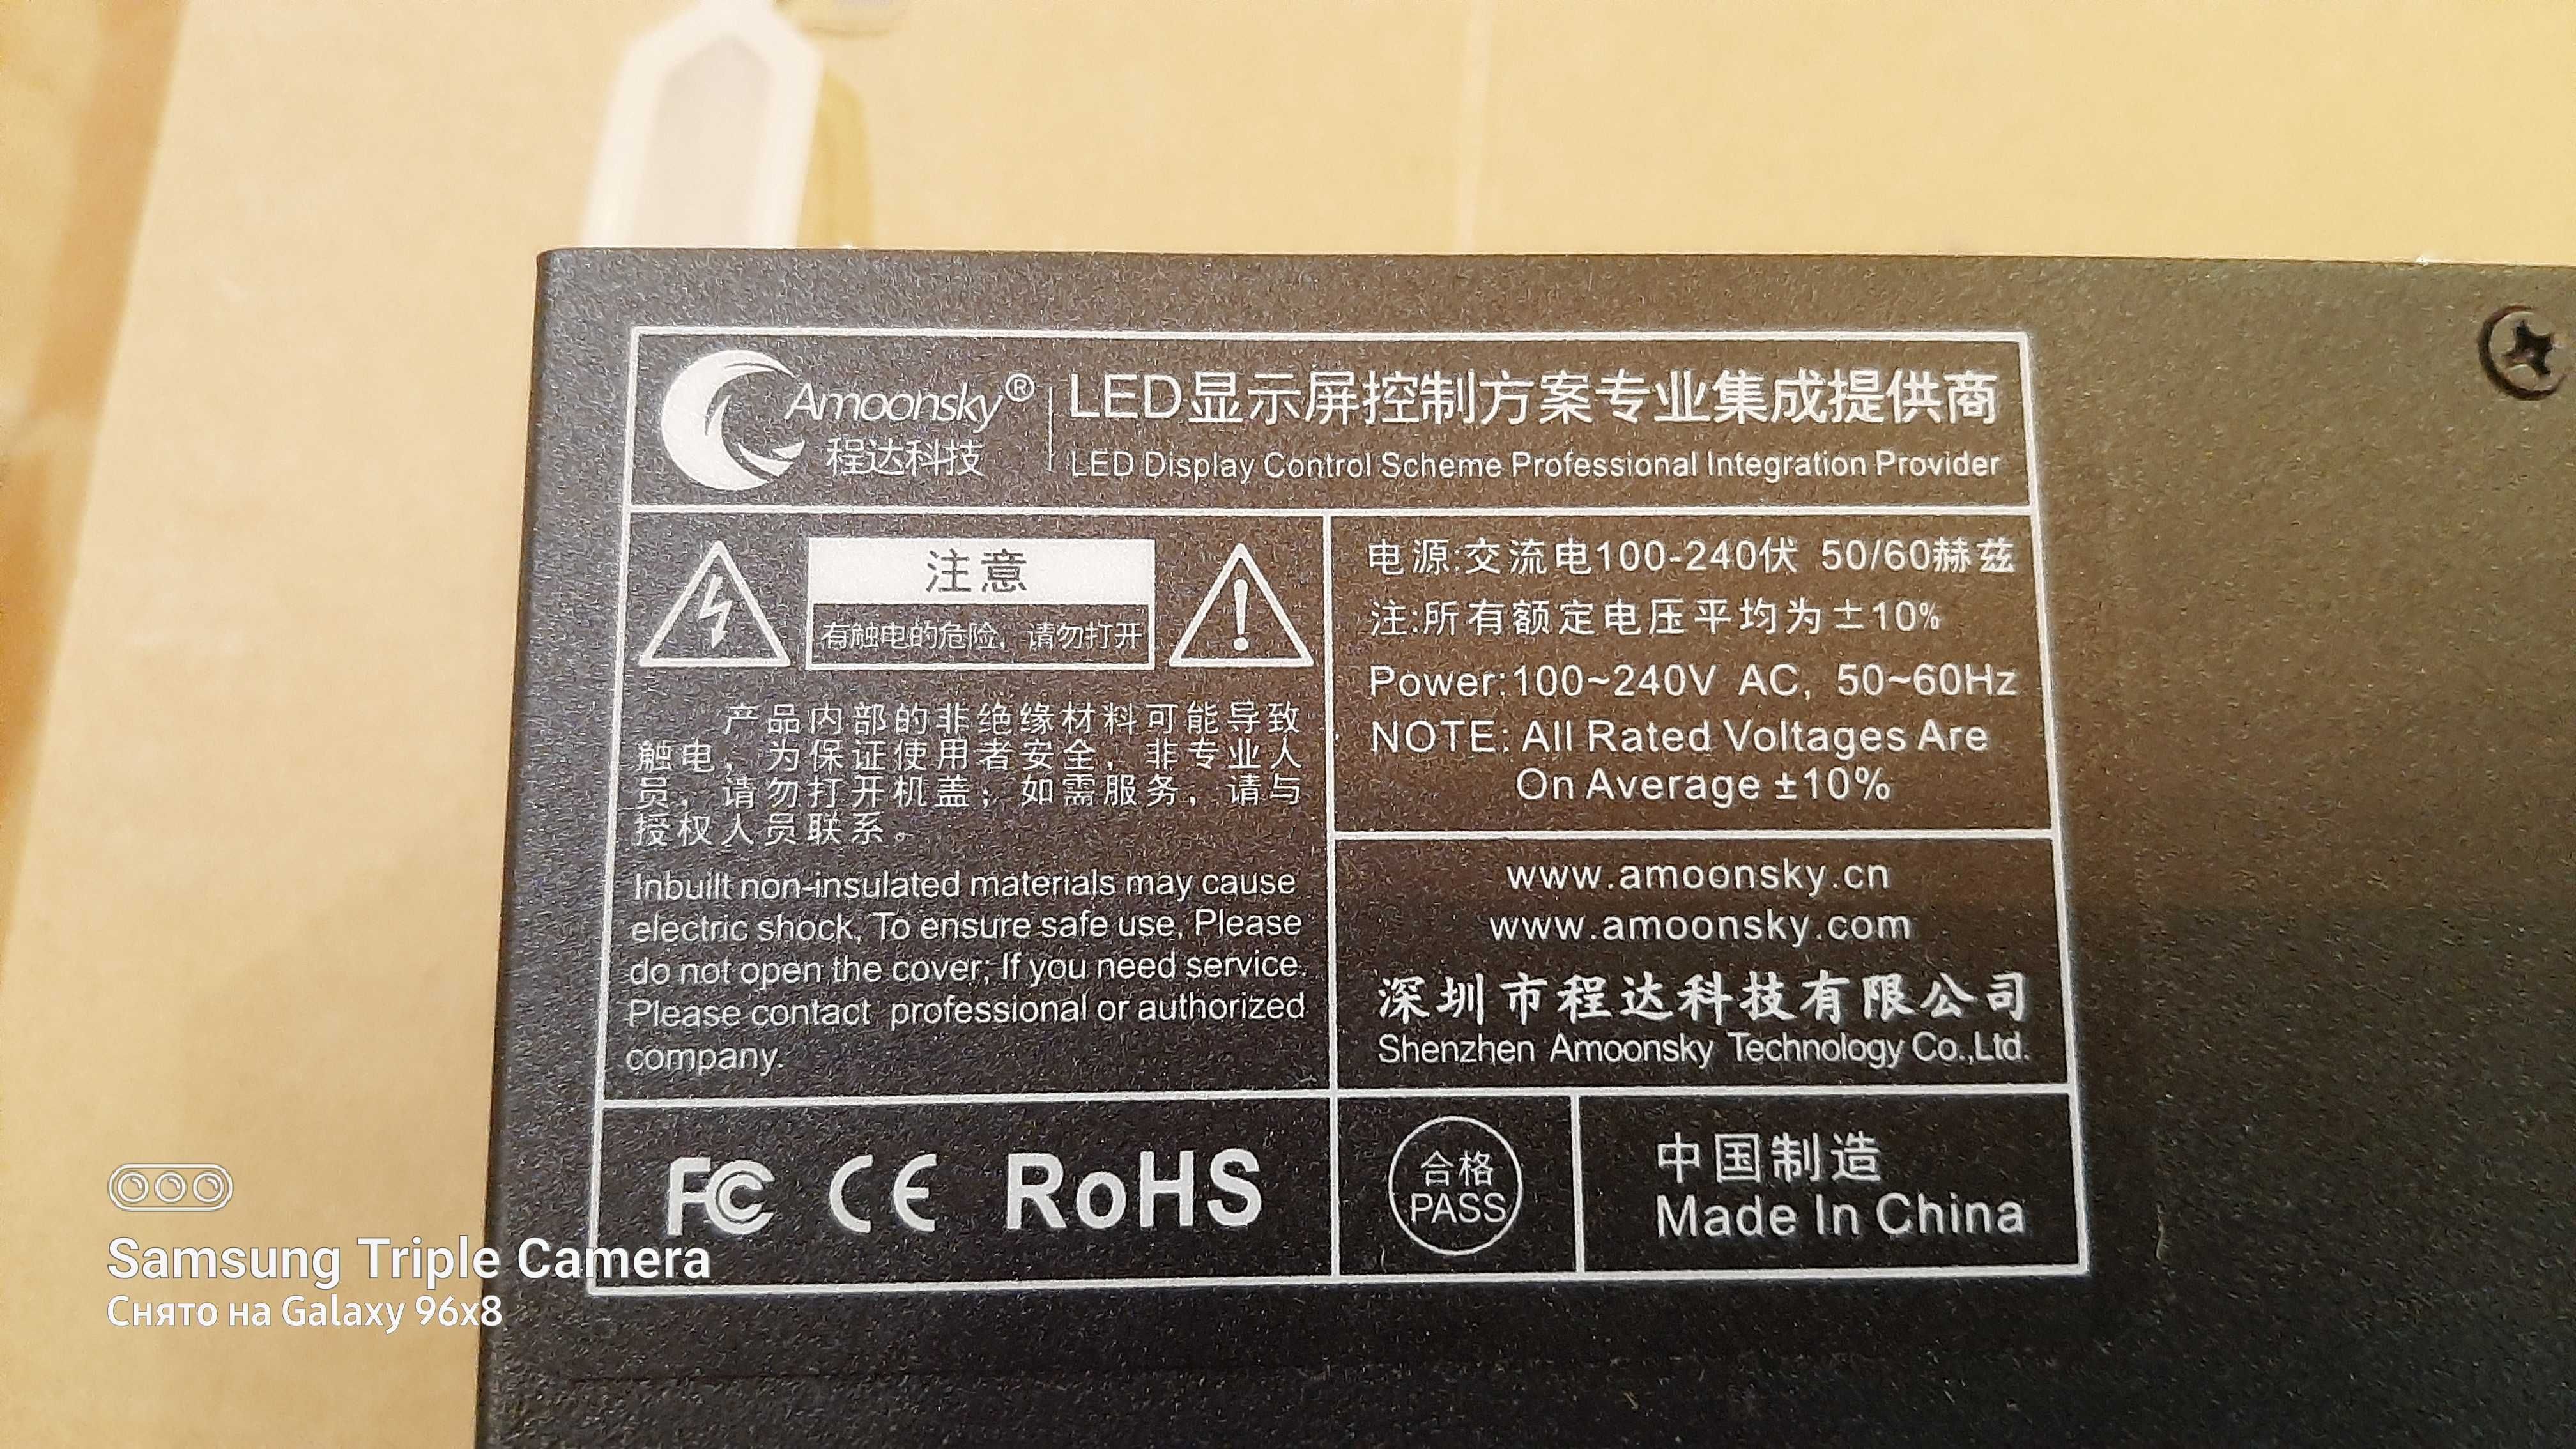 Amoonsky®
程达科技
LED显示屏控制方案专业集成提供商
LED Display Control Scheme Professional Integration Provider
注意
有触电的危险，请勿打开
产品内部的非绝缘材料可能导致
触电，为保证使用者安全，非专业人
员，请勿打开机盖；如需服务，请与
授权人员联系。
Inbuilt non-insulated materials may cause
electric shock, To ensure safe use, Please
do not open the cover; If you need service.
Please contact professional or authorized
company.
电源:交流电100-240伏 50/60赫兹
注:所有额定电压平均为±10%
Power:100~240V AC, 50~60Hz
NOTE: All Rated Voltages Are
On Average ±10%
www.amoonsky.cn
www.amoonsky.com
深圳市程达科技有限公司
Shenzhen Amoonsky Technology Co.,Ltd.
FC CE RoHS
合格
PASS
中国制造
Made In China
Samsung Triple Camera
Снято на Galaxy 96x8